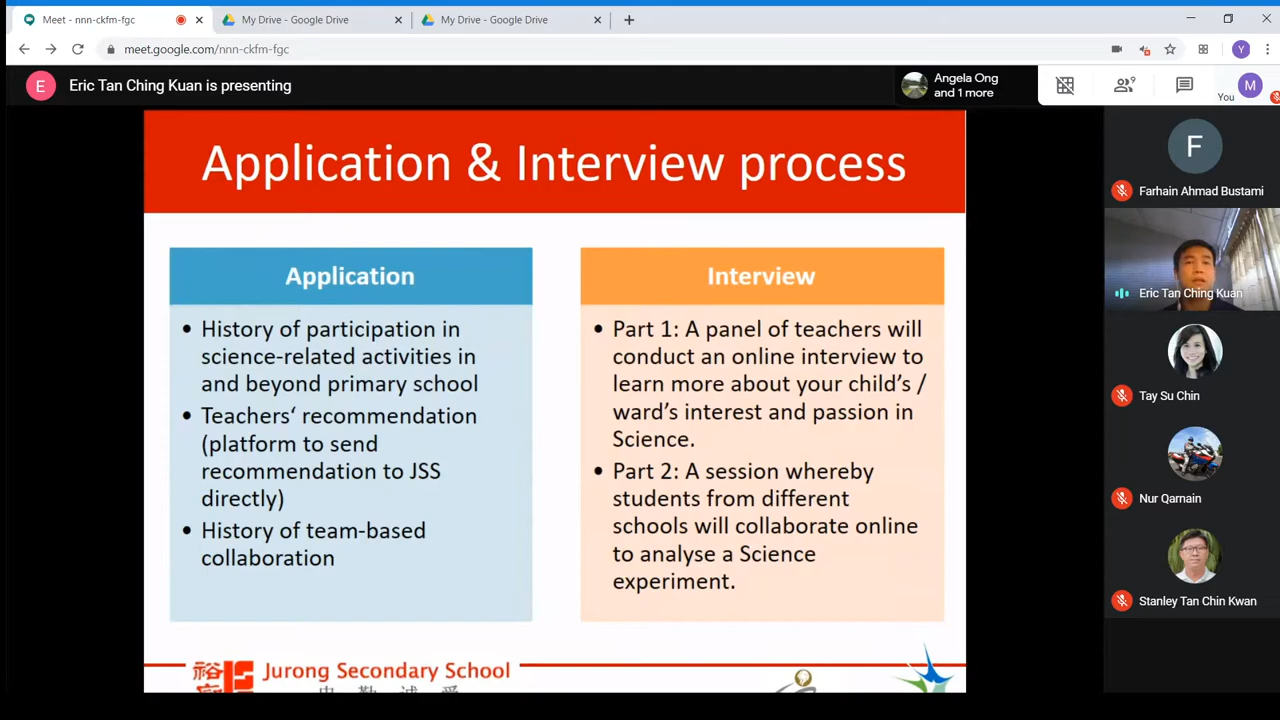 Meet - nnn-ckfm-fgc
My Drive - Google Drive
My Drive - Google Drive
meet.google.com/nnn-ckfm-fgc
Y
E
Eric Tan Ching Kuan is presenting
Angela Ong
and 1 more
9
You
M
Application & Interview process
Application
• History of participation in
science-related activities in
and beyond primary school
• Teachers‘ recommendation
(platform to send
recommendation to JSS
directly)
• History of team-based
collaboration
Interview
• Part 1: A panel of teachers will
conduct an online interview to
learn more about your child’s /
ward’s interest and passion in
Science.
• Part 2: A session whereby
students from different
schools will collaborate online
to analyse a Science
experiment.
Jurong Secondary School
F
Farhain Ahmad Bustami
Eric Tan Ching Kuan
Tay Su Chin
Nur Qarnain
Stanley Tan Chin Kwan